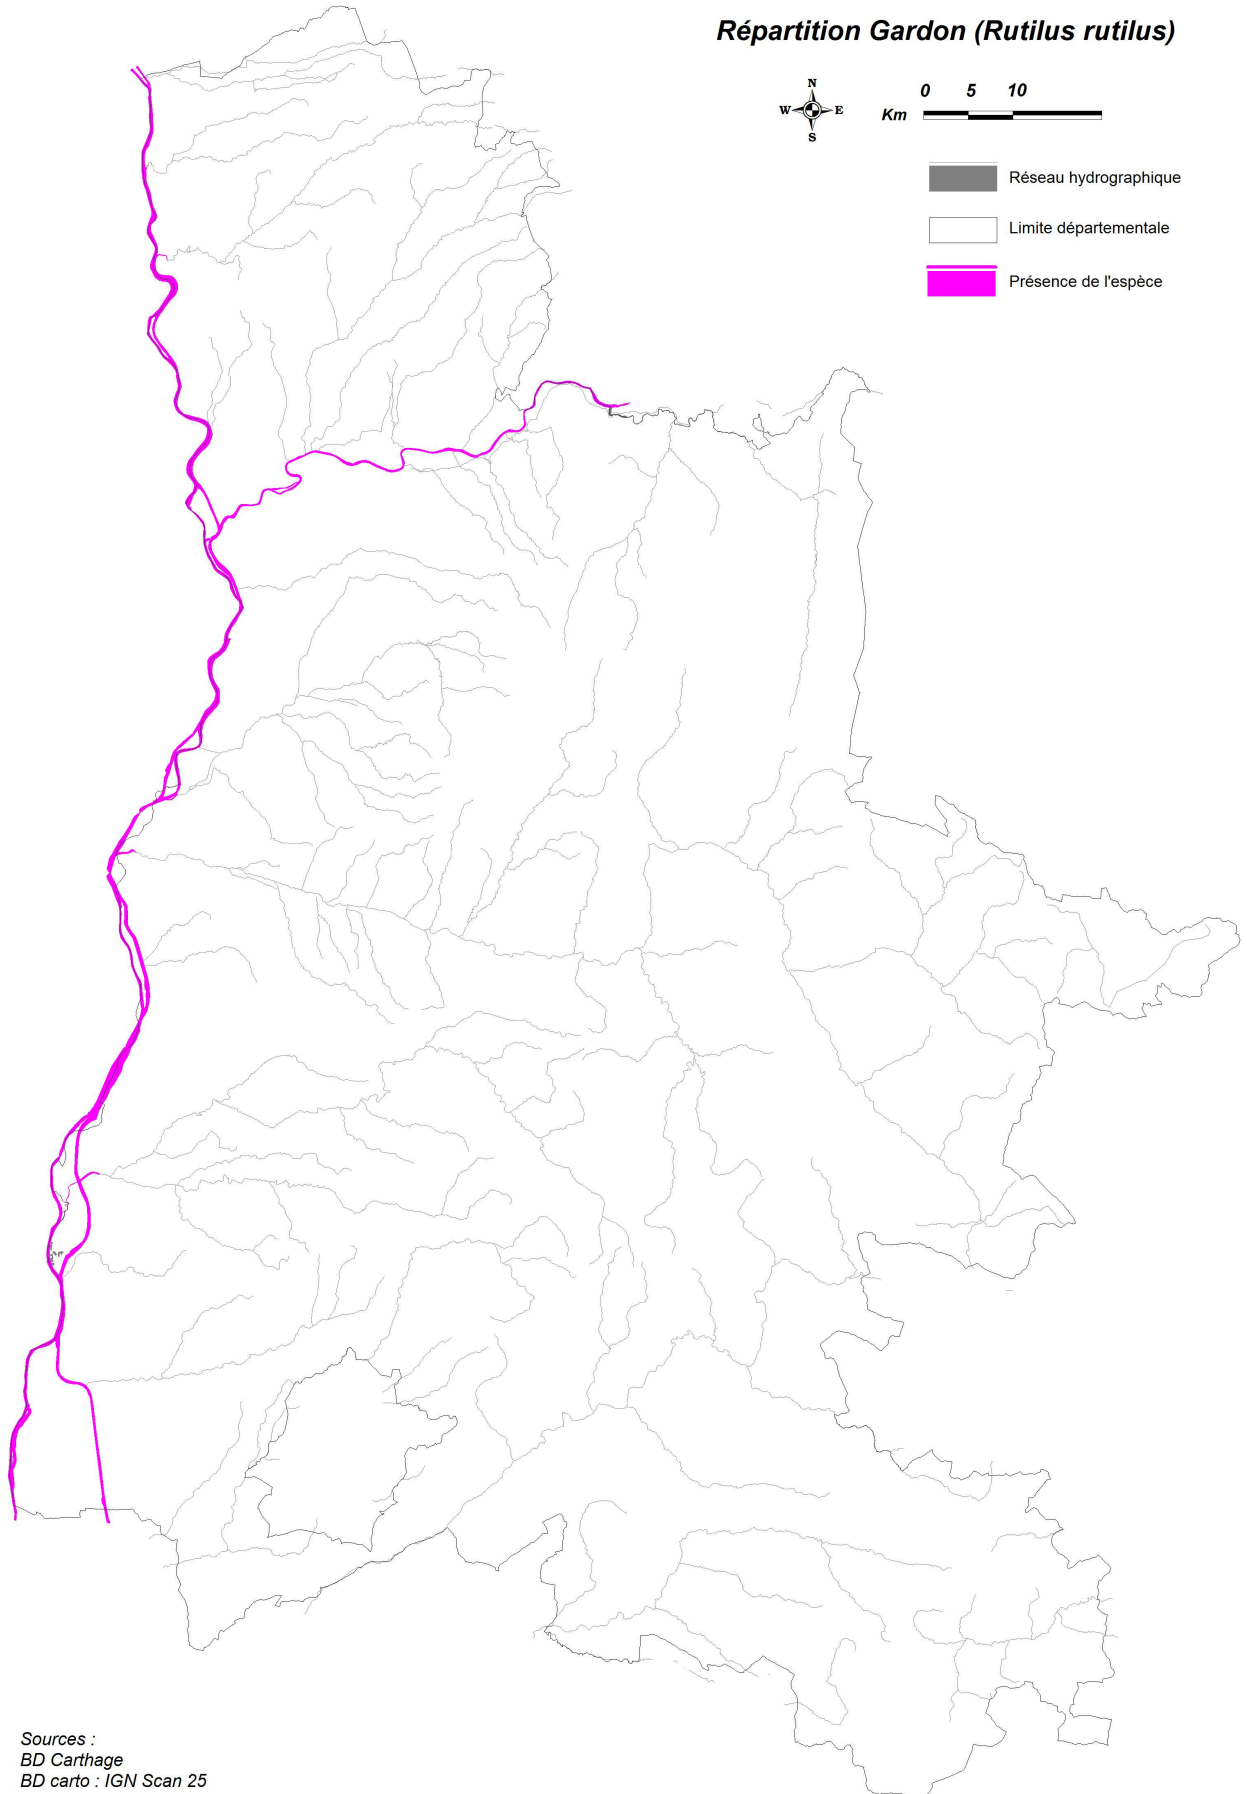 Répartition Gardon (Rutilus rutilus)
N
W E
S
0 5 10
Km
Réseau hydrographique
Limite départementale
Présence de l'espèce
Sources :
BD Carthage
BD carto : IGN Scan 25